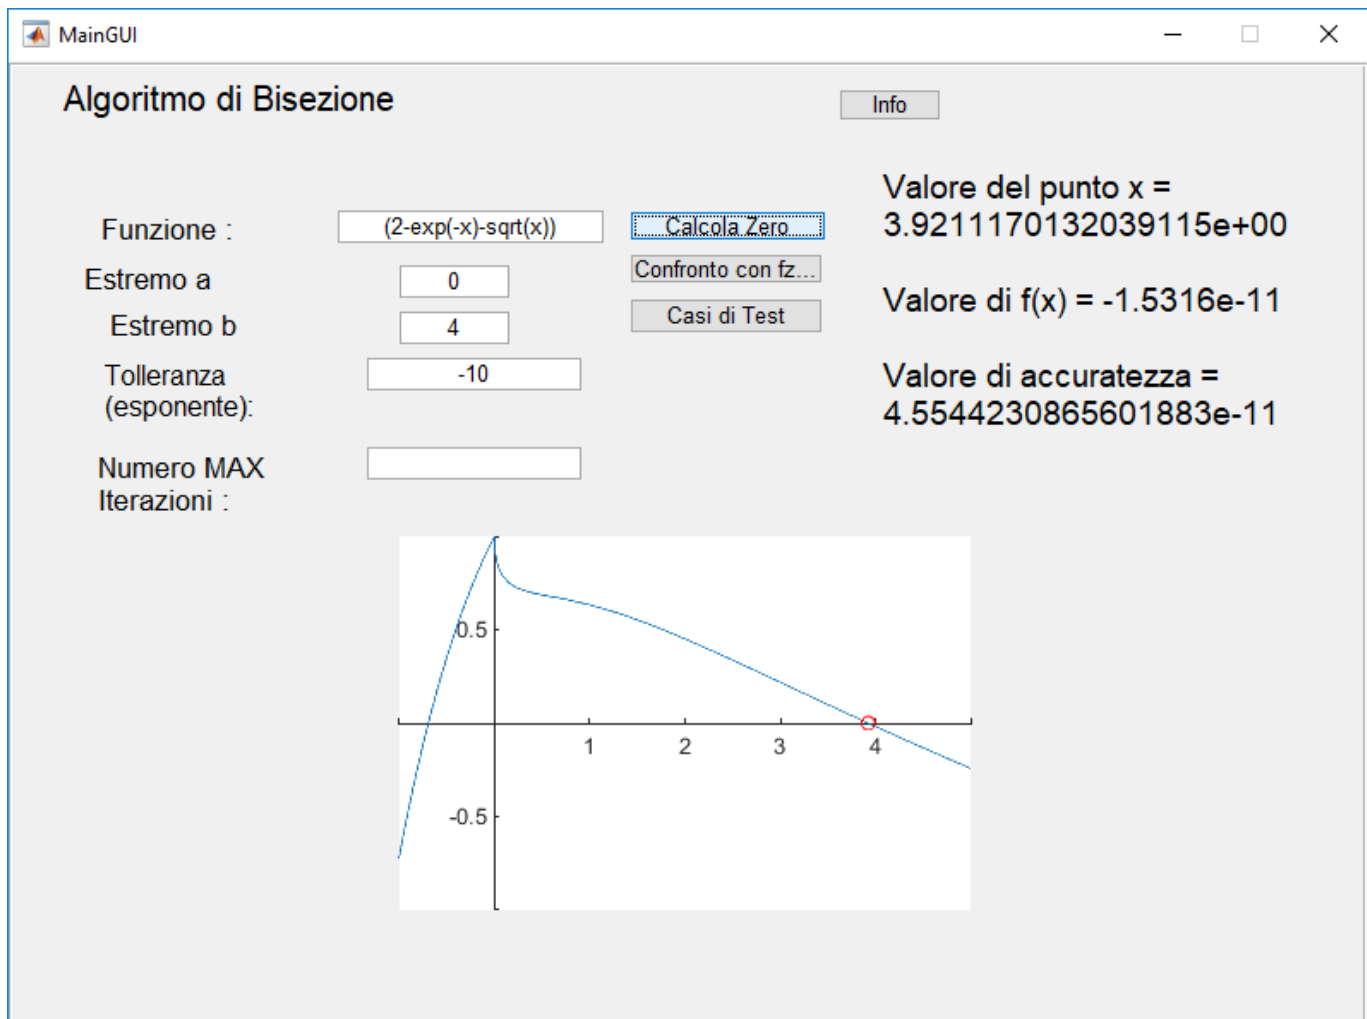 MainGUI
Algoritmo di Bisezione
Info
Funzione :
(2-exp(-x)-sqrt(x))
Calcola Zero
Estremo a
0
Confronto con fz...
Estremo b
4
Casi di Test
Tolleranza
(esponente):
-10
Numero MAX
Iterazioni :
Valore del punto x =
3.9211170132039115e+00
Valore di f(x) = -1.5316e-11
Valore di accuratezza =
4.5544230865601883e-11
0.5
1 2 3 4
-0.5